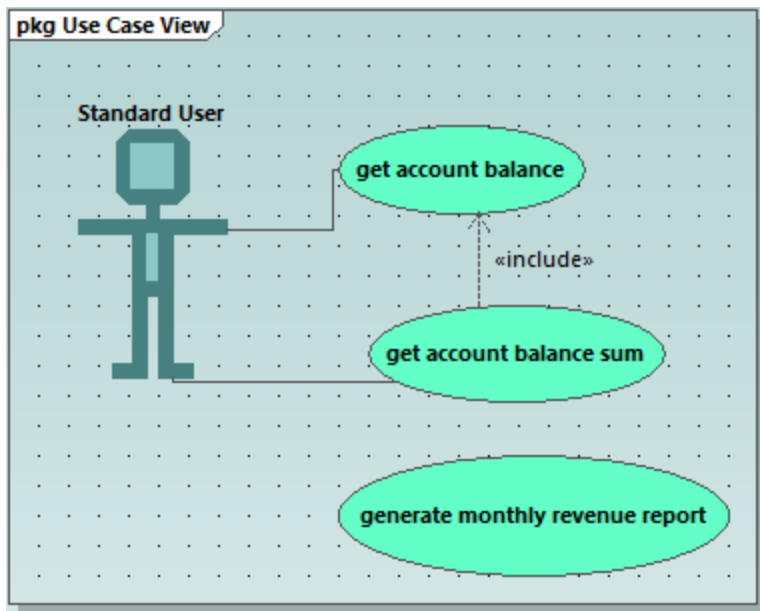 pkg Use Case View
Standard User
get account balance
«include»
get account balance sum
generate monthly revenue report